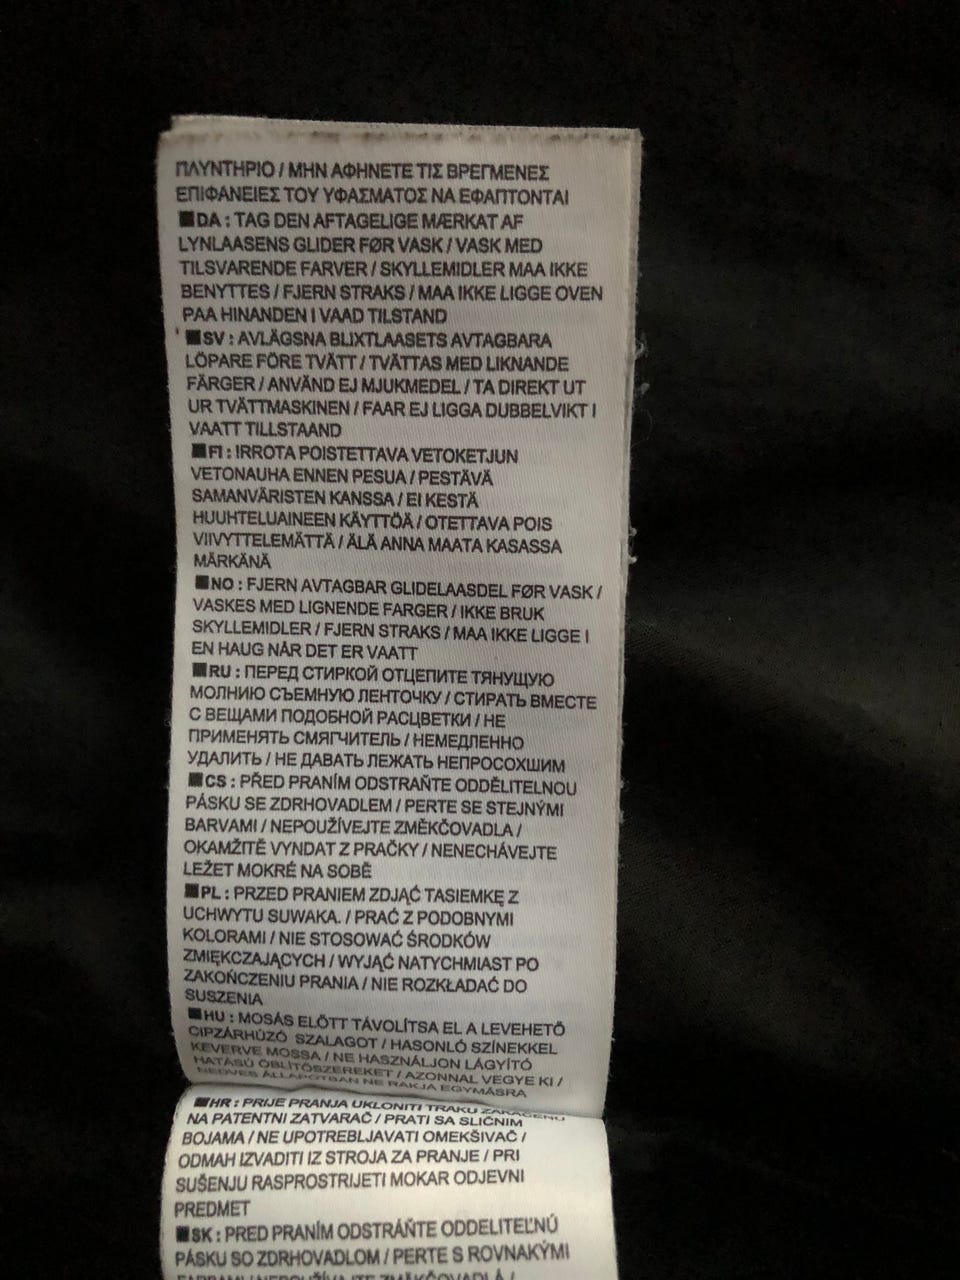 ΠΛΥΝΤΗΡΙΟ / ΜΗΝ ΑΦΗΝΕΤΕ ΤΙΣ ΒΡΕΓΜΕΝΕΣ
ΕΠΙΦΑΝΕΙΕΣ ΤΟΥ ΥΦΑΣΜΑΤΟΣ ΝΑ ΕΦΑΠΤΟΝΤΑΙ
■DA : TAG DEN AFTAGELIGE MÆRKAT AF
LYNLAASENS GLIDER FØR VASK / VASK MED
TILSVARENDE FARVER / SKYLLEMIDLER MAA IKKE
BENYTTES / FJERN STRAKS / MAA IKKE LIGGE OVEN
PAA HINANDEN I VAAD TILSTAND
■SV : AVLÄGSNA BLIXTLAASETS AVTAGBARA
LÖPARE FÖRE TVÄTT / TVÄTTAS MED LIKNANDE
FÄRGER / ANVÄND EJ MJUKMEDEL / TA DIREKT UT
UR TVÄTTMASKINEN / FAAR EJ LIGGA DUBBELVIKT I
VAATT TILLSTAAND
■FI : IRROTA POISTETTAVA VETOKETJUN
VETONAUHA ENNEN PESUA / PESTÄVÄ
SAMANVÄRISTEN KANSSA / EI KESTÄ
HUUHTELUAINEEN KÄYTTÖÄ / OTETTAVA POIS
VIIVYTTELEMÄTTÄ / ÄLÄ ANNA MAATA KASASSA
MÄRKÄNÄ
■NO : FJERN AVTAGBAR GLIDELAASDEL FØR VASK /
VASKES MED LIGNENDE FARGER / IKKE BRUK
SKYLLEMIDLER / FJERN STRAKS / MAA IKKE LIGGE I
EN HAUG NÅR DET ER VAATT
■RU : ПЕРЕД СТИРКОЙ ОТЦЕПИТЕ ТЯНУЩУЮ
МОЛНИЮ СЪЕМНУЮ ЛЕНТОЧКУ / СТИРАТЬ ВМЕСТЕ
С ВЕЩАМИ ПОДОБНОЙ РАСЦВЕТКИ / НЕ
ПРИМЕНЯТЬ СМЯГЧИТЕЛЬ / НЕМЕДЛЕННО
УДАЛИТЬ / НЕ ДАВАТЬ ЛЕЖАТЬ НЕПРОСОХШИМ
■CS : PŘED PRANÍM ODSTRAŇTE ODDĚLITELNOU
PÁSKU SE ZDRHOVADLEM / PERTE SE STEJNÝMI
BARVAMI / NEPOUŽÍVEJTE ZMĚKČOVADLA /
OKAMŽITĚ VYNDAT Z PRAČKY / NENECHÁVEJTE
LEŽET MOKRÉ NA SOBĚ
■PL : PRZED PRANIEM ZDJĄĆ TASIEMKĘ Z
UCHWYTU SUWAKA. / PRAĆ Z PODOBNYMI
KOLORAMI / NIE STOSOWAĆ ŚRODKÓW
ZMIĘKCZAJĄCYCH / WYJĄĆ NATYCHMIAST PO
ZAKOŃCZENIU PRANIA / NIE ROZKŁADAĆ DO
SUSZENIA
■HU : MOSÁS ELŐTT TÁVOLÍTSA EL A LEVEHETŐ
CIPZÁRHÚZÓ SZALAGOT / HASONLÓ SZÍNEKKEL
KEVERVE MOSSA / NE HASZNÁLJON LÁGYÍTÓ
HATÁSÚ ÖBLÍTŐSZEREKET / AZONNAL VEGYE KI /
NEDVES ÁLLAPOTBAN NE RAKJA EGYMÁSRA
■HR : PRIJE PRANJA UKLONITI TRAKU ZAKAČENU
NA PATENTNI ZATVARAČ / PRATI SA SLIČNIM
BOJAMA / NE UPOTREBLJAVATI OMEKŠIVAČ /
ODMAH IZVADITI IZ STROJA ZA PRANJE / PRI
SUŠENJU RASPROSTRIJETI MOKAR ODJEVNI
PREDMET
■SK : PRED PRANÍM ODSTRÁŇTE ODDELITEĽNÚ
PÁSKU SO ZDRHOVADLOM / PERTE S ROVNAKÝMI
FARBAMI / NEPOUŽÍVAJTE ZMÄKČOVADLÁ /